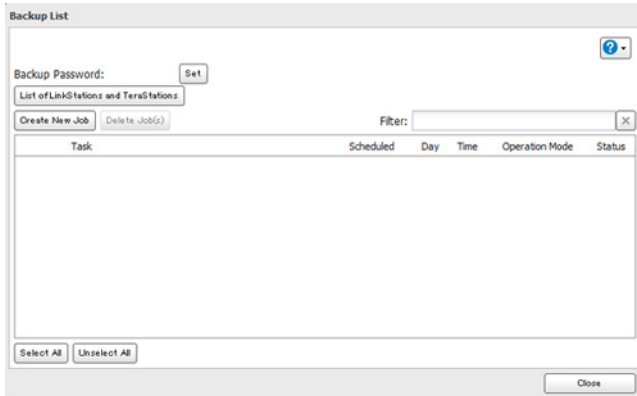 Backup List
?
Backup Password: Set
List of LinkStations and TeraStations
Create New Job Delete Job(s) Filter:
Task Scheduled Day Time Operation Mode Status
Select All Unselect All
Close